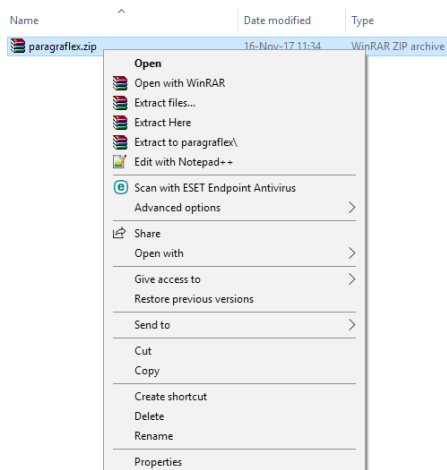 Name Date modified Type
paragraflex.zip 16-Nov-17 11:34 WinRAR ZIP archive
Open
Open with WinRAR
Extract files...
Extract Here
Extract to paragraflex\
Edit with Notepad++
Scan with ESET Endpoint Antivirus
Advanced options
Share
Open with
Give access to
Restore previous versions
Send to
Cut
Copy
Create shortcut
Delete
Rename
Properties